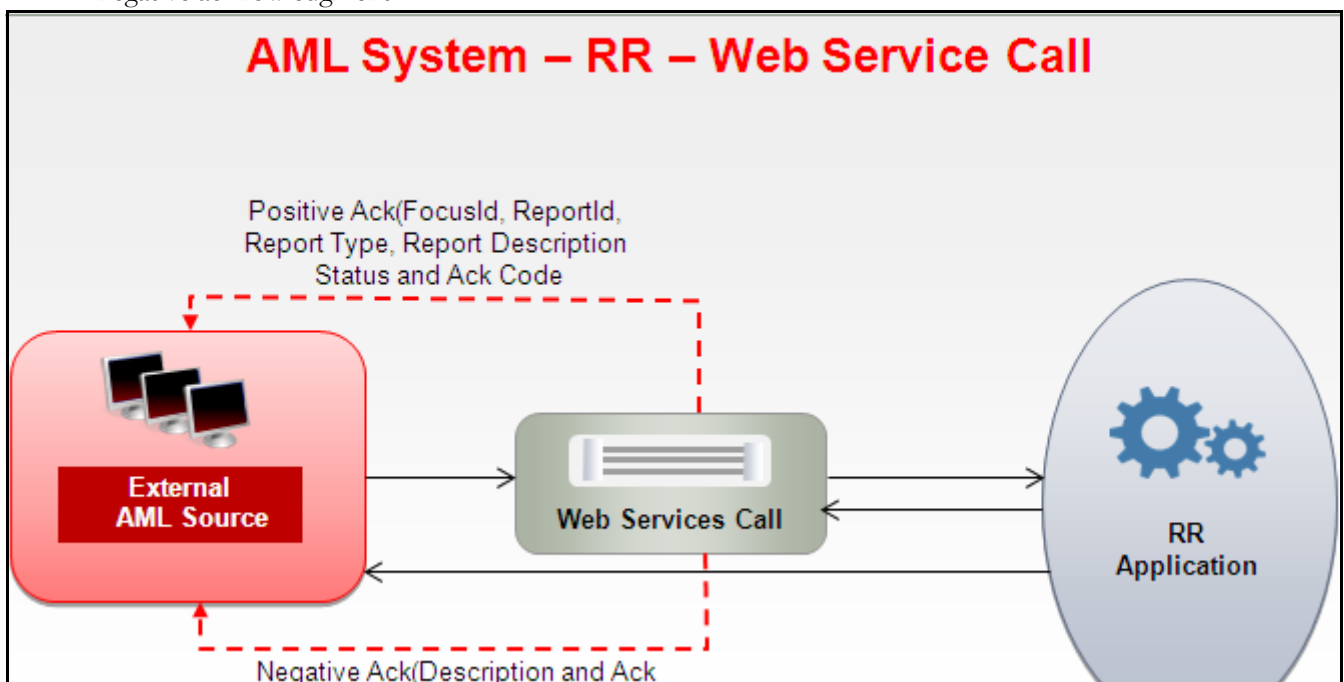 AML System – RR – Web Service Call
Positive Ack(FocusId, ReportId,
Report Type, Report Description
Status and Ack Code
External
AML Source
Web Services Call
RR
Application
Negative Ack(Description and Ack